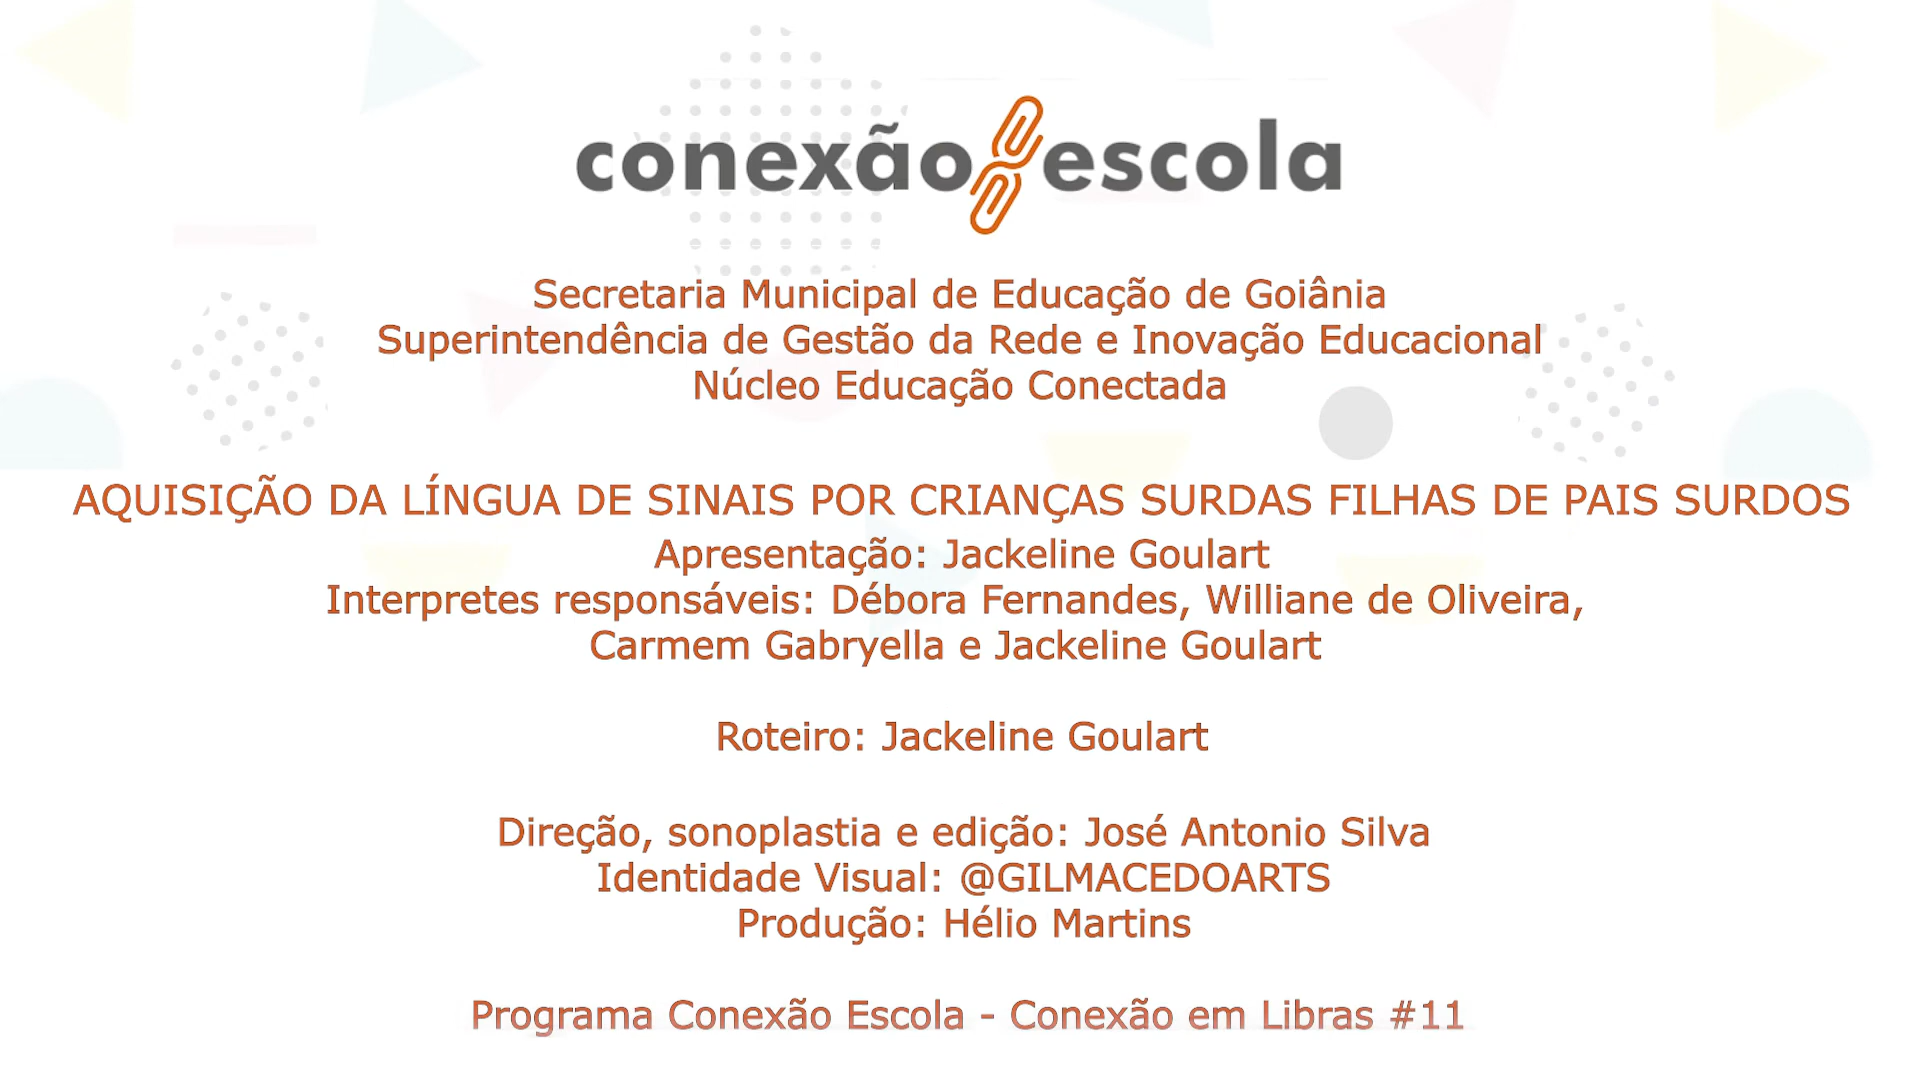 conexão escola
Secretaria Municipal de Educação de Goiânia
Superintendência de Gestão da Rede e Inovação Educacional
Núcleo Educação Conectada
AQUISIÇÃO DA LÍNGUA DE SINAIS POR CRIANÇAS SURDAS FILHAS DE PAIS SURDOS
Apresentação: Jackeline Goulart
Interpretes responsáveis: Débora Fernandes, Williane de Oliveira,
Carmem Gabryella e Jackeline Goulart
Roteiro: Jackeline Goulart
Direção, sonoplastia e edição: José Antonio Silva
Identidade Visual: @GILMACEDOARTS
Produção: Hélio Martins
Programa Conexão Escola - Conexão em Libras #11